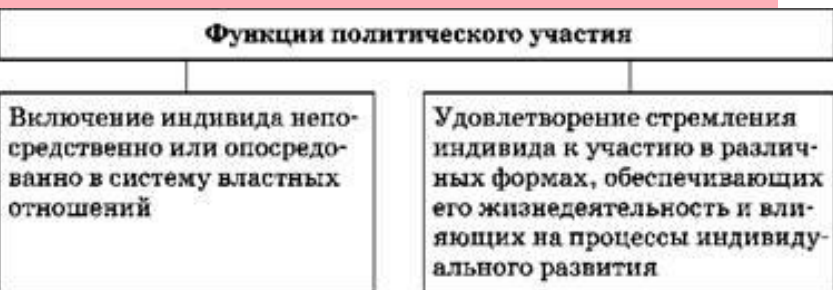 Функции политического участия
Включение индивида непо-
средственно или опосредо-
ванно в систему властных
отношений
Удовлетворение стремления
индивида к участию в различ-
ных формах, обеспечивающих
его жизнедеятельность и вли-
яющих на процессы индивиду-
ального развития